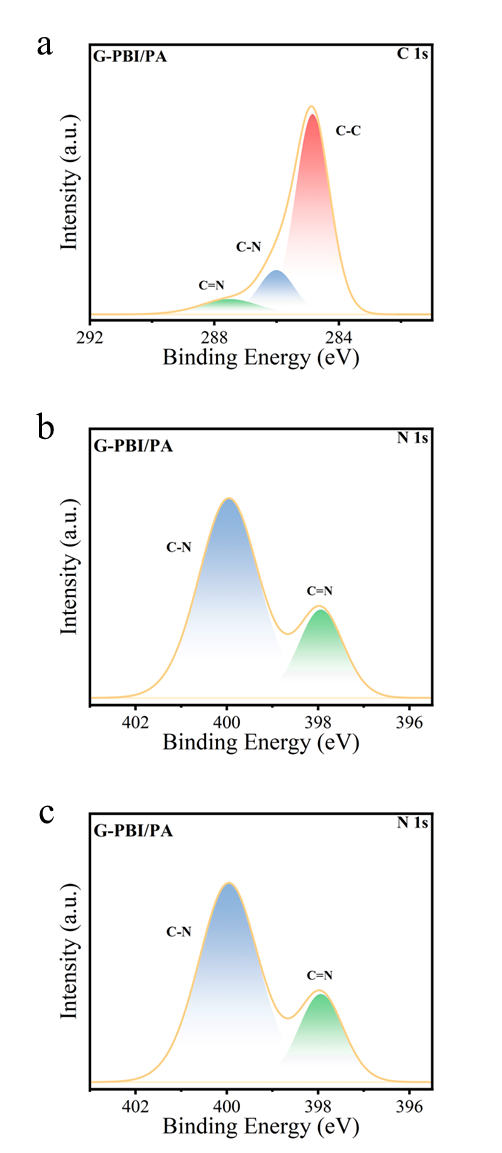 a
G-PBI/PA
C 1s
C-C
C-N
C=N
Intensity (a.u.)
292
288
284
Binding Energy (eV)
b
G-PBI/PA
N 1s
C-N
C=N
Intensity (a.u.)
402
400
398
396
Binding Energy (eV)
c
G-PBI/PA
N 1s
C-N
C=N
Intensity (a.u.)
402
400
398
396
Binding Energy (eV)